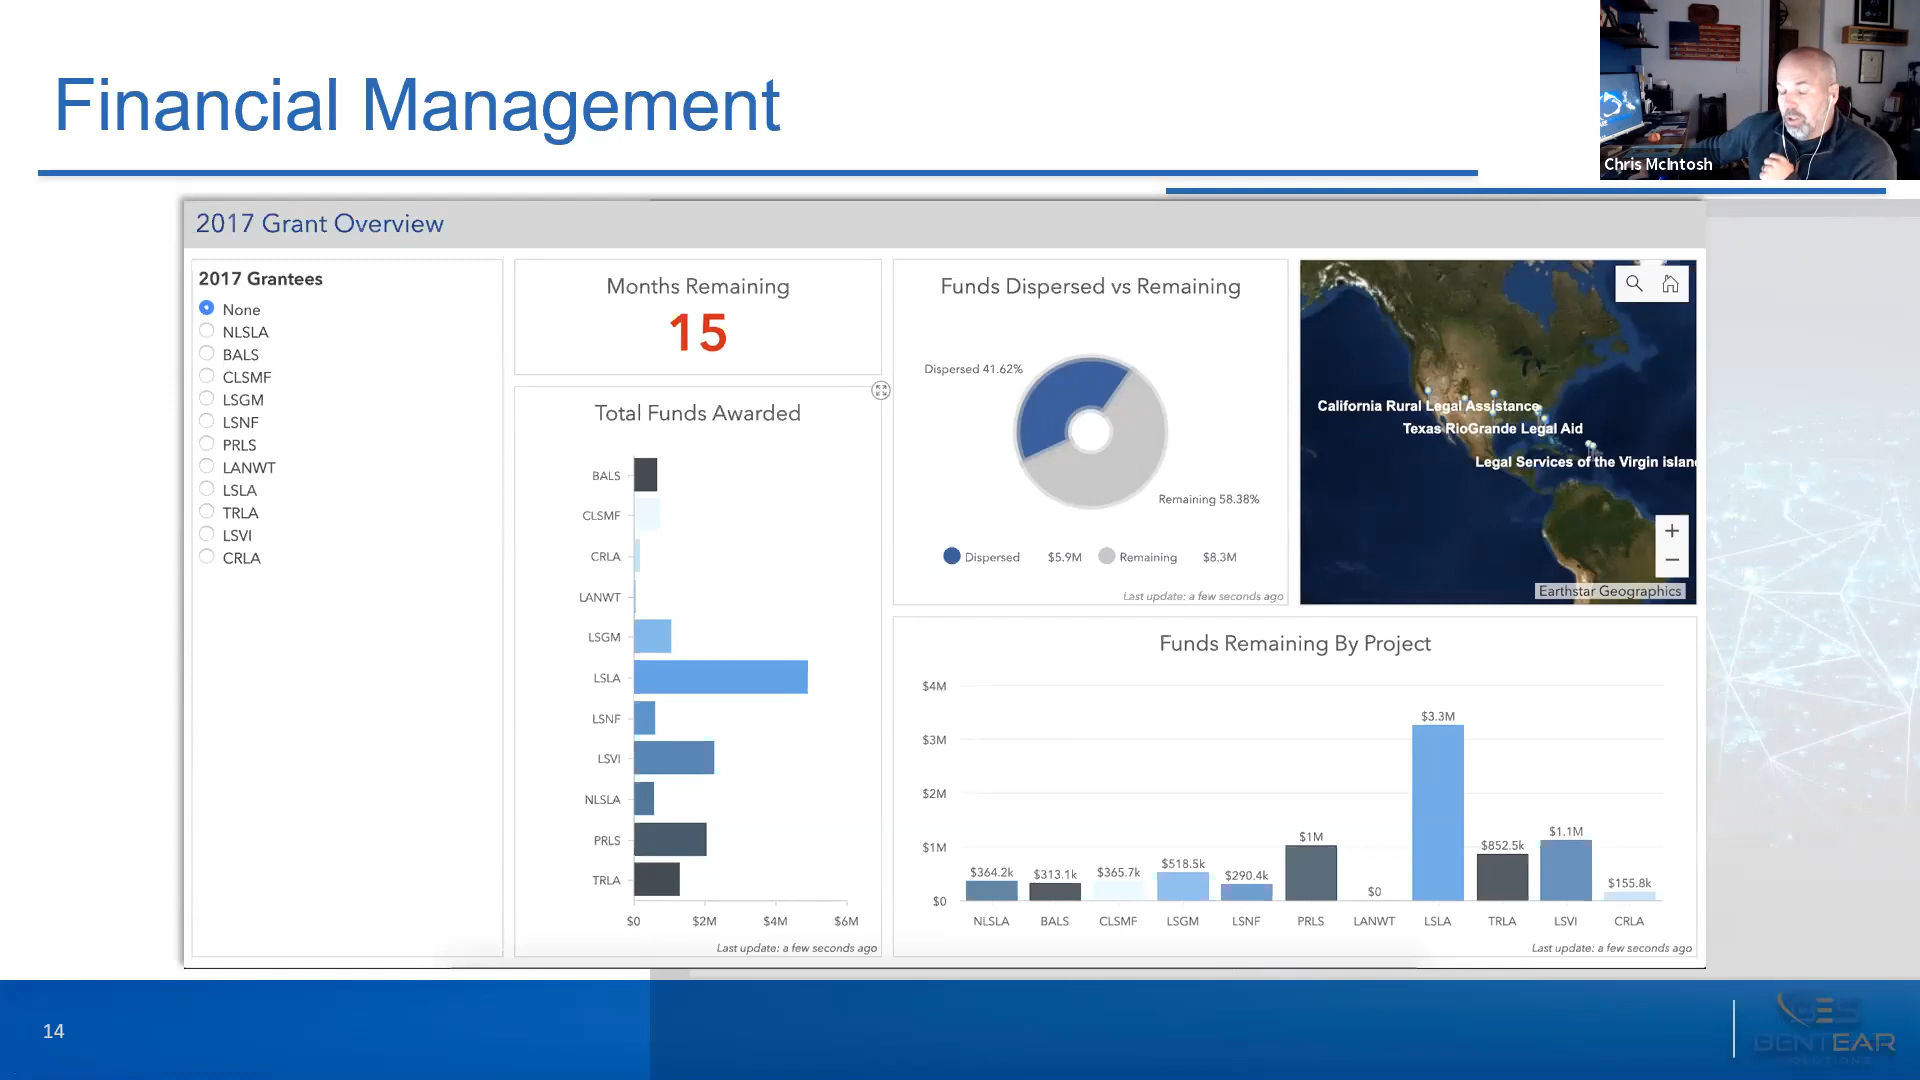 Financial Management
Chris McIntosh
2017 Grant Overview
2017 Grantees
None
NLSLA
BALS
CLSMF
LSGM
LSNF
PRLS
LANWT
LSLA
TRLA
LSVI
CRLA
Months Remaining
15
Total Funds Awarded
BALS
CLSMF
CRLA
LANWT
LSGM
LSLA
LSNF
LSVI
NLSLA
PRLS
TRLA
$0 $2M $4M $6M
Last update: a few seconds ago
Funds Dispersed vs Remaining
Dispersed 41.62%
Remaining 58.38%
Dispersed $5.9M Remaining $8.3M
Last update: a few seconds ago
California Rural Legal Assistance
Texas RioGrande Legal Aid
Legal Services of the Virgin islan
+
−
Earthstar Geographics
Funds Remaining By Project
$4M
$3M
$2M
$1M
$0
$364.2k $313.1k $365.7k $518.5k $290.4k $1M $0 $3.3M $852.5k $1.1M $155.8k
NLSLA BALS CLSMF LSGM LSNF PRLS LANWT LSLA TRLA LSVI CRLA
Last update: a few seconds ago
14
BENTEAR